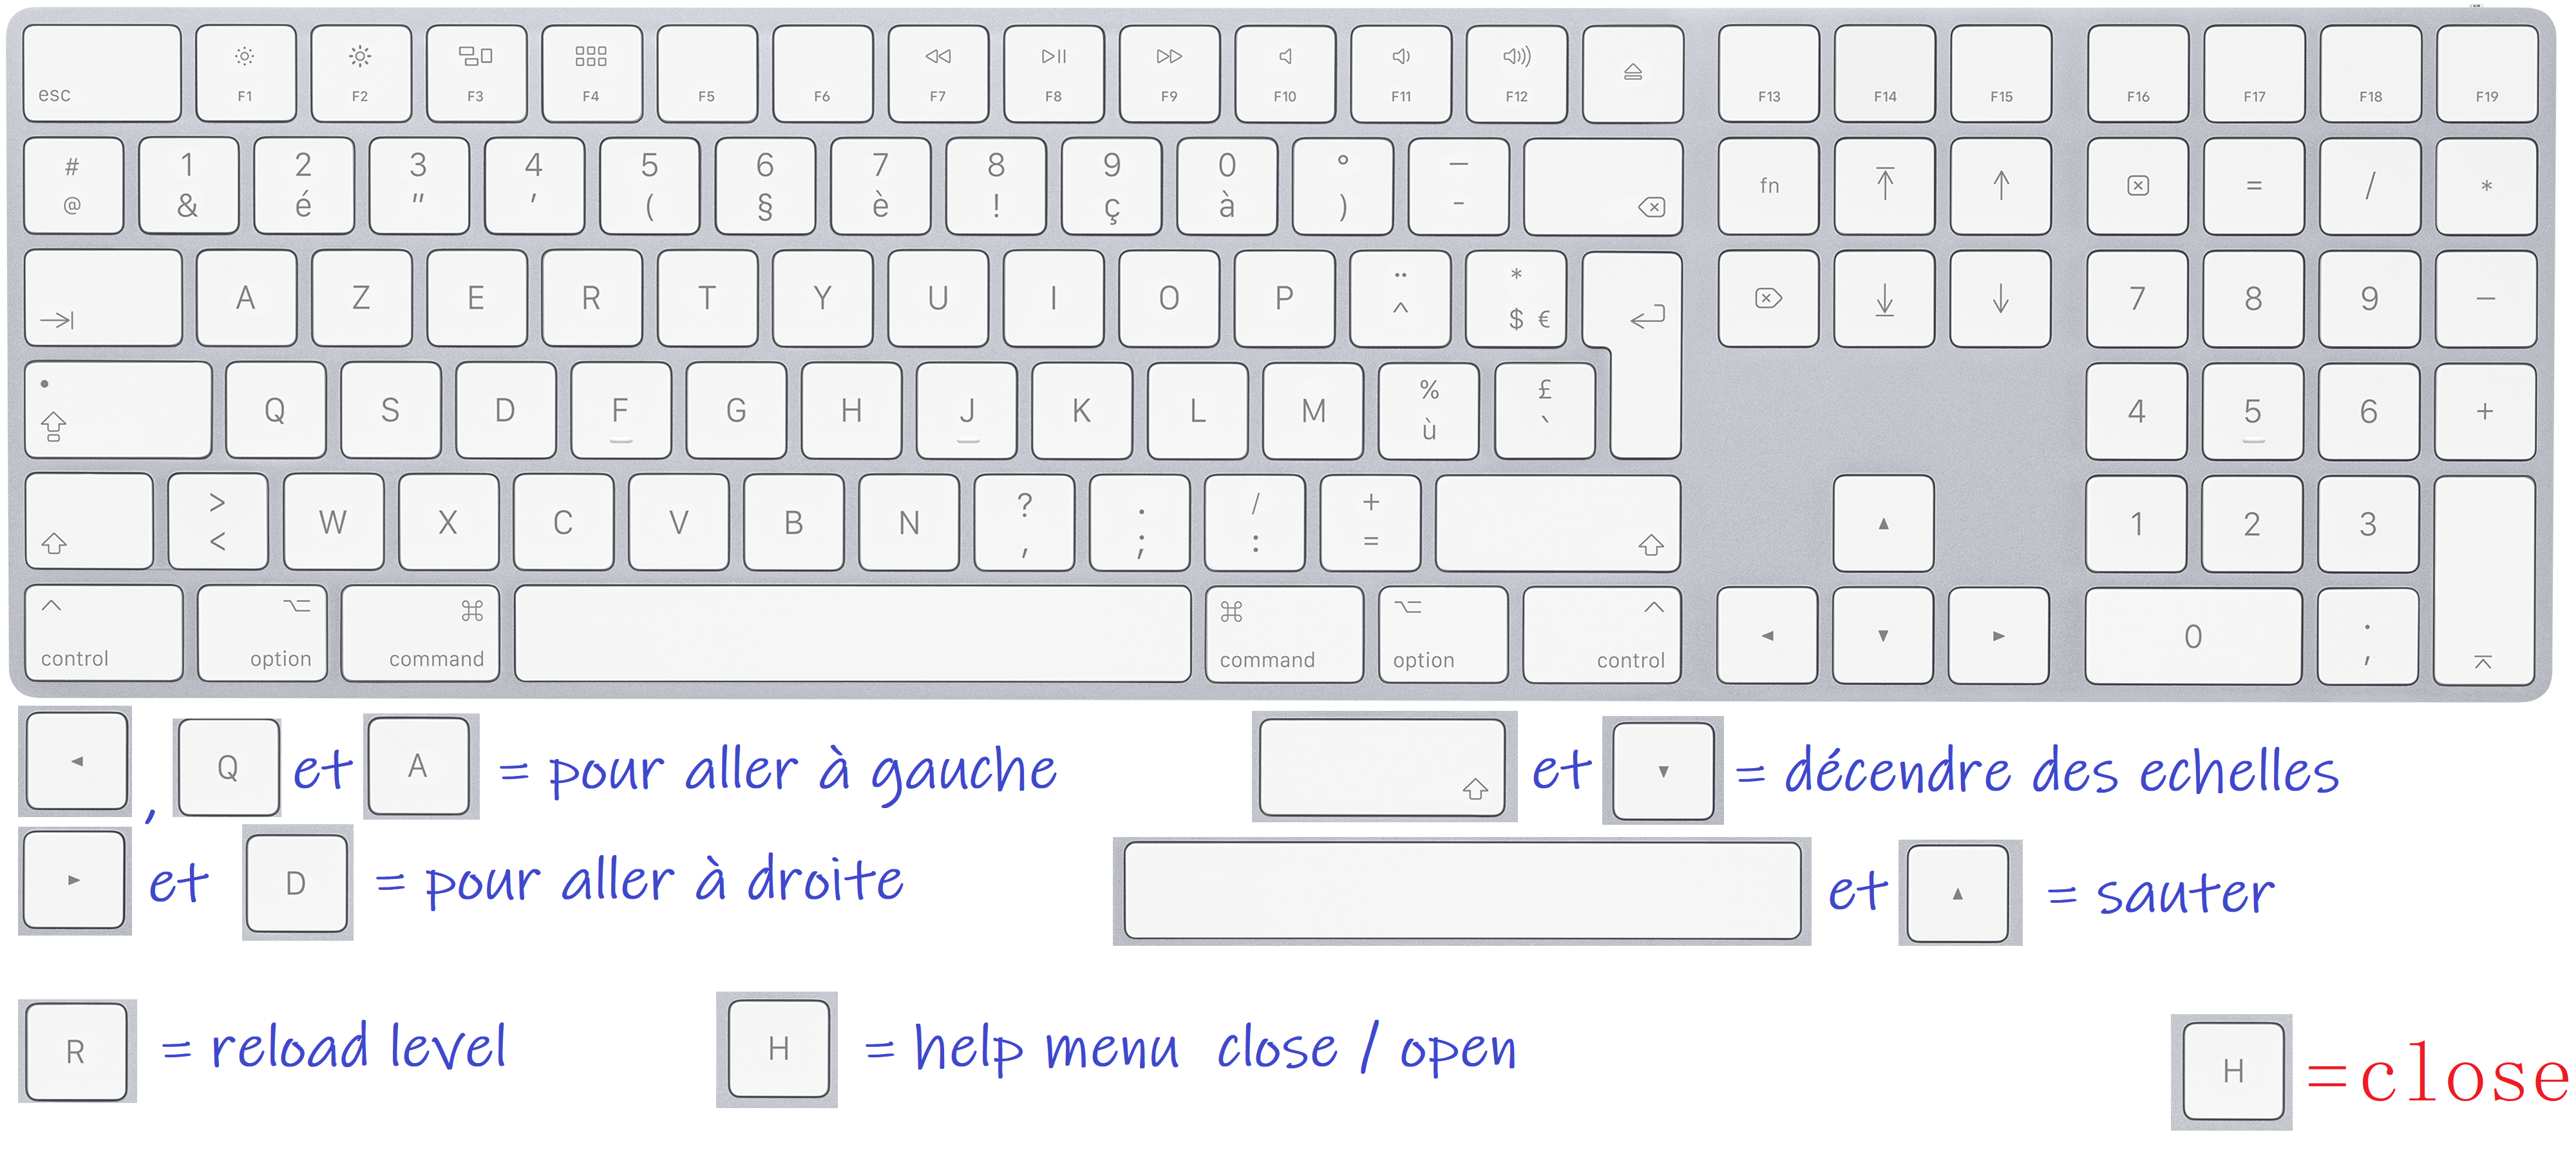 esc F1 F2 F3 F4 F5 F6 F7 F8 F9 F10 F11 F12 F13 F14 F15 F16 F17 F18 F19
# 1 2 3 4 5 6 7 8 9 0 ° _
@ & é " ' ( § è ! ç à ) - fn = / *
A Z E R T Y U I O P ¨ ^ * $ € 7 8 9 −
Q S D F G H J K L M % ù £ ` 4 5 6 +
> < W X C V B N ? , . ; / : + = 1 2 3
control option ⌘ command ⌘ command option control 0 . ,
◄ , Q et A = pour aller à gauche
⇧ et ▼ = décendre des echelles
► et D = pour aller à droite
et ▲ = sauter
R = reload level
H = help menu close / open
H =close